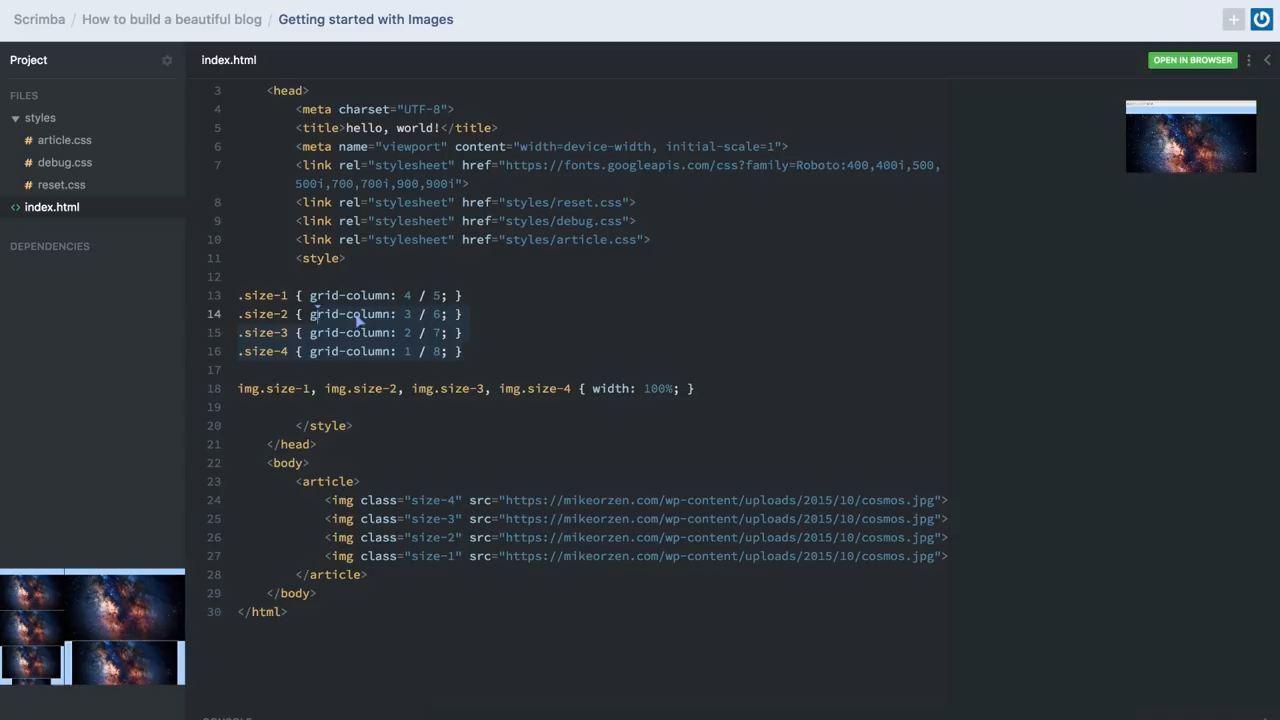 Scrimba / How to build a beautiful blog / Getting started with Images
Project
index.html
OPEN IN BROWSER
FILES
styles
# article.css
# debug.css
# reset.css
<> index.html
DEPENDENCIES
3 <head>
4 <meta charset="UTF-8">
5 <title>hello, world!</title>
6 <meta name="viewport" content="width=device-width, initial-scale=1">
7 <link rel="stylesheet" href="https://fonts.googleapis.com/css?family=Roboto:400,400i,500,
500i,700,700i,900,900i">
8 <link rel="stylesheet" href="styles/reset.css">
9 <link rel="stylesheet" href="styles/debug.css">
10 <link rel="stylesheet" href="styles/article.css">
11 <style>
12
13 .size-1 { grid-column: 4 / 5; }
14 .size-2 { grid-column: 3 / 6; }
15 .size-3 { grid-column: 2 / 7; }
16 .size-4 { grid-column: 1 / 8; }
17
18 img.size-1, img.size-2, img.size-3, img.size-4 { width: 100%; }
19
20 </style>
21 </head>
22 <body>
23 <article>
24 <img class="size-4" src="https://mikeorzen.com/wp-content/uploads/2015/10/cosmos.jpg">
25 <img class="size-3" src="https://mikeorzen.com/wp-content/uploads/2015/10/cosmos.jpg">
26 <img class="size-2" src="https://mikeorzen.com/wp-content/uploads/2015/10/cosmos.jpg">
27 <img class="size-1" src="https://mikeorzen.com/wp-content/uploads/2015/10/cosmos.jpg">
28 </article>
29 </body>
30 </html>
CONSOLE